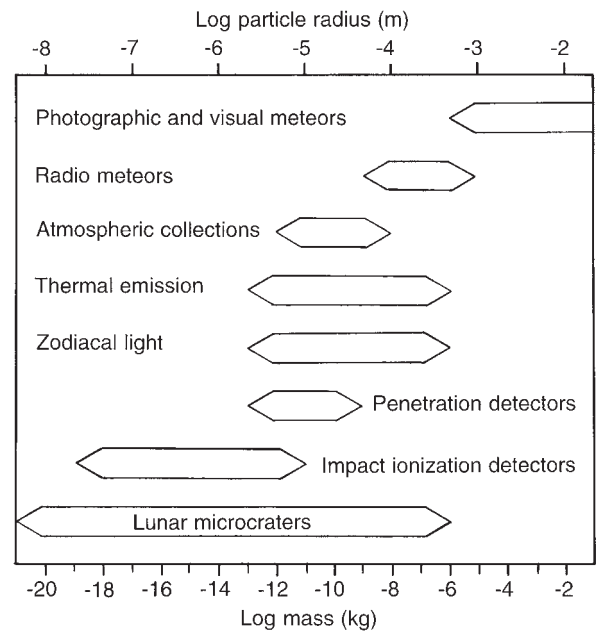 Log particle radius (m)
-8 -7 -6 -5 -4 -3 -2
Photographic and visual meteors
Radio meteors
Atmospheric collections
Thermal emission
Zodiacal light
Penetration detectors
Impact ionization detectors
Lunar microcraters
-20 -18 -16 -14 -12 -10 -8 -6 -4 -2
Log mass (kg)